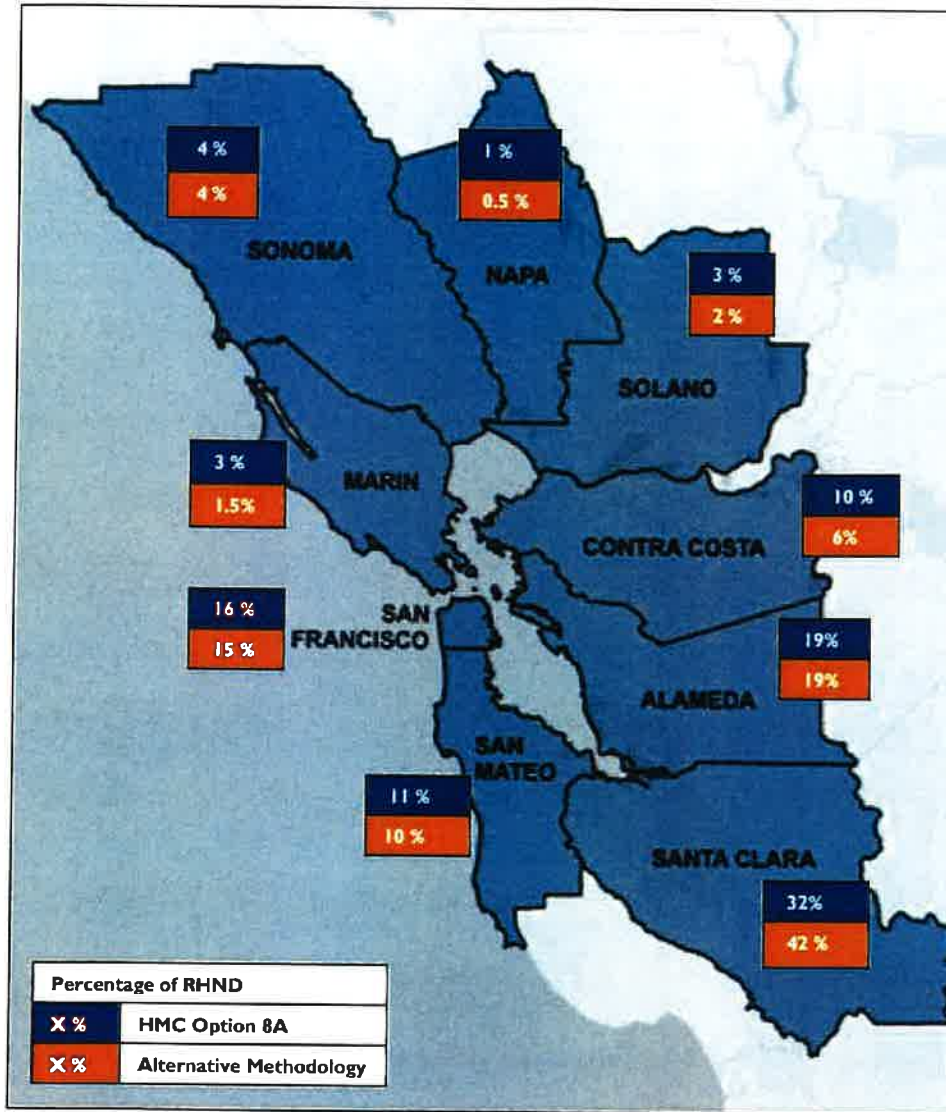 4 %
4 %
SONOMA
1 %
0.5 %
NAPA
3 %
2 %
SOLANO
3 %
1.5%
MARIN
10 %
6%
CONTRA COSTA
16 %
15 %
SAN
FRANCISCO
19%
19%
ALAMEDA
SAN
MATEO
11 %
10 %
SANTA CLARA
32%
42 %
Percentage of RHND
X % HMC Option 8A
X % Alternative Methodology